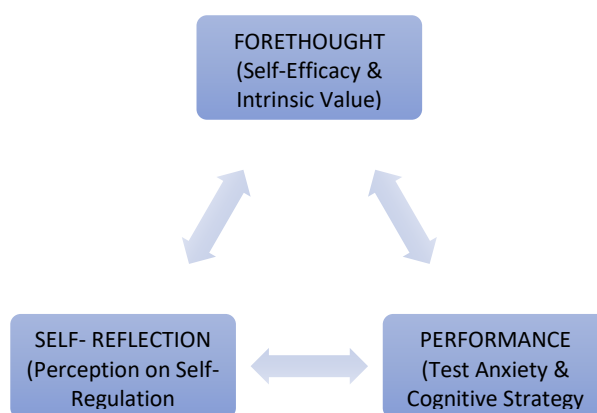 FORETHOUGHT
(Self-Efficacy &
Intrinsic Value)
SELF- REFLECTION
(Perception on Self-
Regulation
PERFORMANCE
(Test Anxiety &
Cognitive Strategy